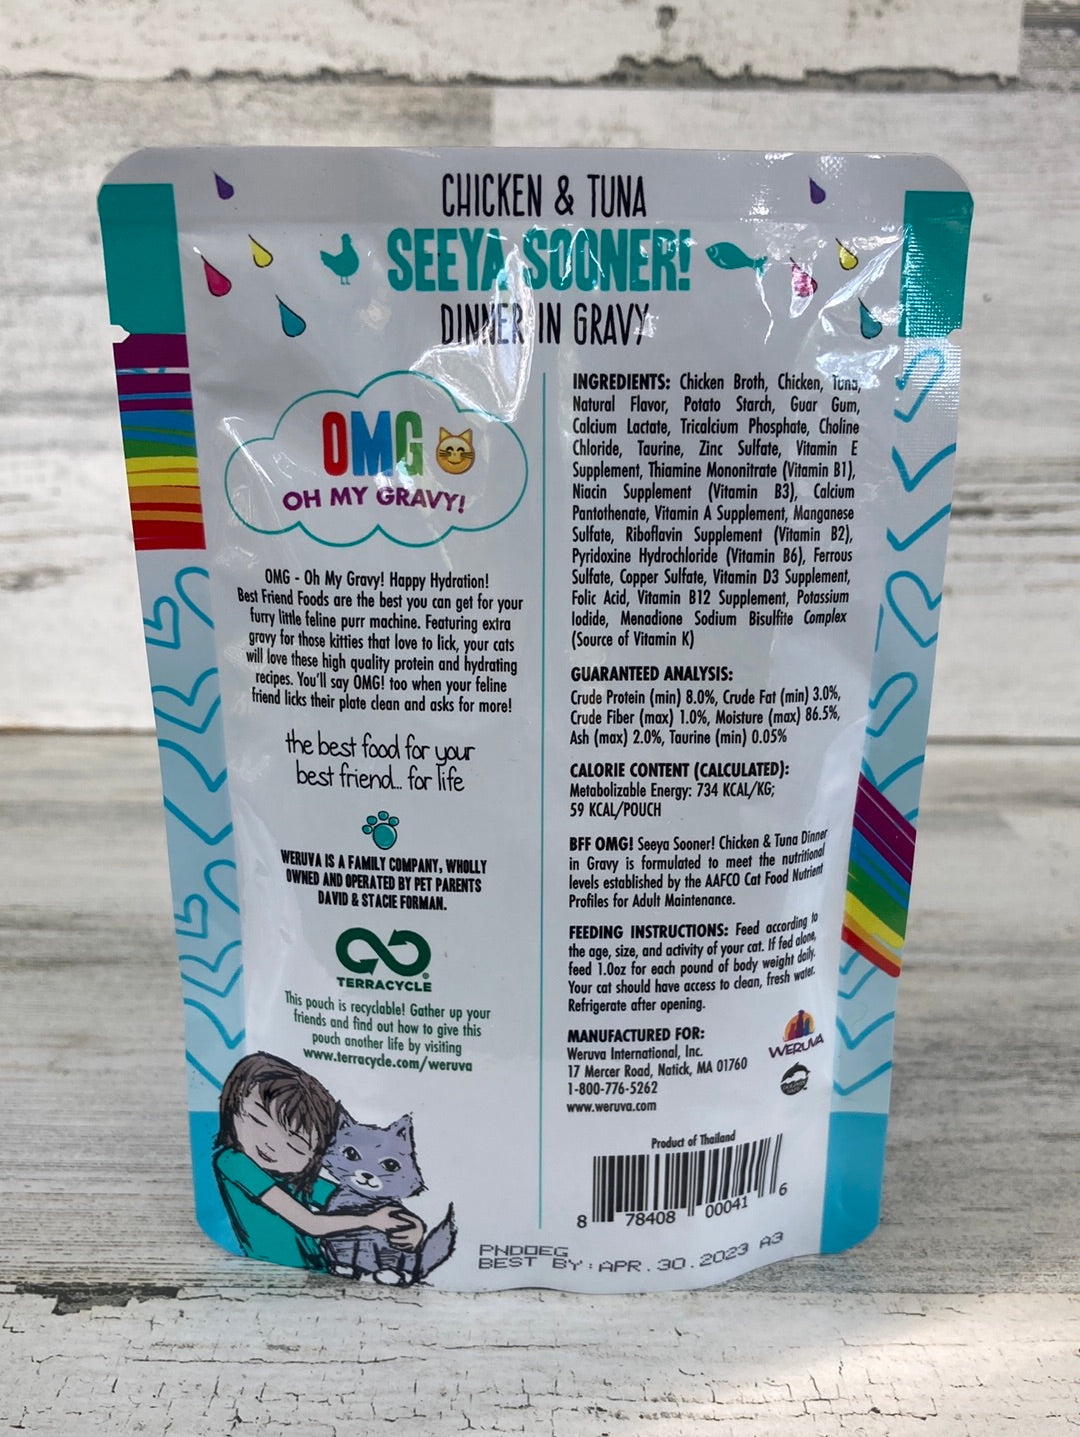 CHICKEN & TUNA
SEEYA SOONER!
DINNER IN GRAVY
OMG
OH MY GRAVY!
OMG - Oh My Gravy! Happy Hydration!
Best Friend Foods are the best you can get for your
furry little feline purr machine. Featuring extra
gravy for those kitties that love to lick, your cats
will love these high quality protein and hydrating
recipes. You'll say OMG! too when your feline
friend licks their plate clean and asks for more!
the best food for your
best friend... for life
WERUVA IS A FAMILY COMPANY, WHOLLY
OWNED AND OPERATED BY PET PARENTS
DAVID & STACIE FORMAN.
TERRACYCLE®
This pouch is recyclable! Gather up your
friends and find out how to give this
pouch another life by visiting
www.terracycle.com/weruva
INGREDIENTS: Chicken Broth, Chicken, Tuna,
Natural Flavor, Potato Starch, Guar Gum,
Calcium Lactate, Tricalcium Phosphate, Choline
Chloride, Taurine, Zinc Sulfate, Vitamin E
Supplement, Thiamine Mononitrate (Vitamin B1),
Niacin Supplement (Vitamin B3), Calcium
Pantothenate, Vitamin A Supplement, Manganese
Sulfate, Riboflavin Supplement (Vitamin B2),
Pyridoxine Hydrochloride (Vitamin B6), Ferrous
Sulfate, Copper Sulfate, Vitamin D3 Supplement,
Folic Acid, Vitamin B12 Supplement, Potassium
Iodide, Menadione Sodium Bisulfite Complex
(Source of Vitamin K)
GUARANTEED ANALYSIS:
Crude Protein (min) 8.0%, Crude Fat (min) 3.0%,
Crude Fiber (max) 1.0%, Moisture (max) 86.5%,
Ash (max) 2.0%, Taurine (min) 0.05%
CALORIE CONTENT (CALCULATED):
Metabolizable Energy: 734 KCAL/KG;
59 KCAL/POUCH
BFF OMG! Seeya Sooner! Chicken & Tuna Dinner
in Gravy is formulated to meet the nutritional
levels established by the AAFCO Cat Food Nutrient
Profiles for Adult Maintenance.
FEEDING INSTRUCTIONS: Feed according to
the age, size, and activity of your cat. If fed alone,
feed 1.0oz for each pound of body weight daily.
Your cat should have access to clean, fresh water.
Refrigerate after opening.
MANUFACTURED FOR:
Weruva International, Inc.
17 Mercer Road, Natick, MA 01760
1-800-776-5262
www.weruva.com
WERUVA
Product of Thailand
8 78408 00041 6
PNDOEG
BEST BY:APR.30.2023 A3